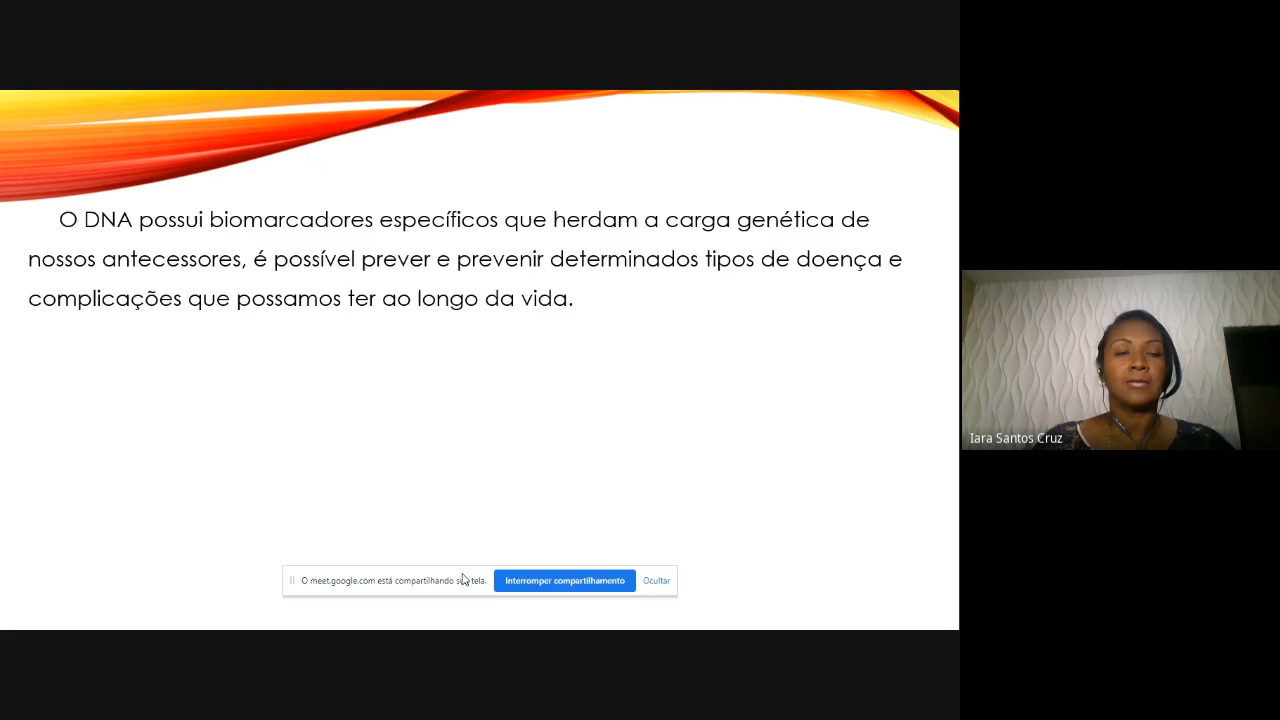 O DNA possui biomarcadores específicos que herdam a carga genética de
nossos antecessores, é possível prever e prevenir determinados tipos de doença e
complicações que possamos ter ao longo da vida.
Iara Santos Cruz
O meet.google.com está compartilhando sua tela.
Interromper compartilhamento
Ocultar